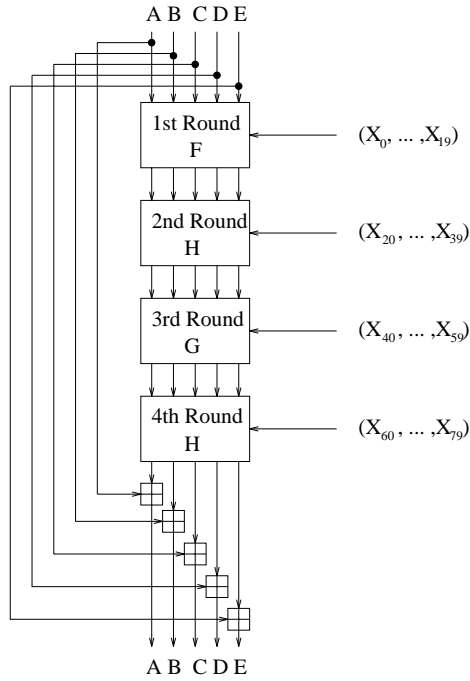 A B C D E
1st Round
F
(X₀, ... ,X₁₉)
2nd Round
H
(X₂₀, ... ,X₃₉)
3rd Round
G
(X₄₀, ... ,X₅₉)
4th Round
H
(X₆₀, ... ,X₇₉)
A B C D E